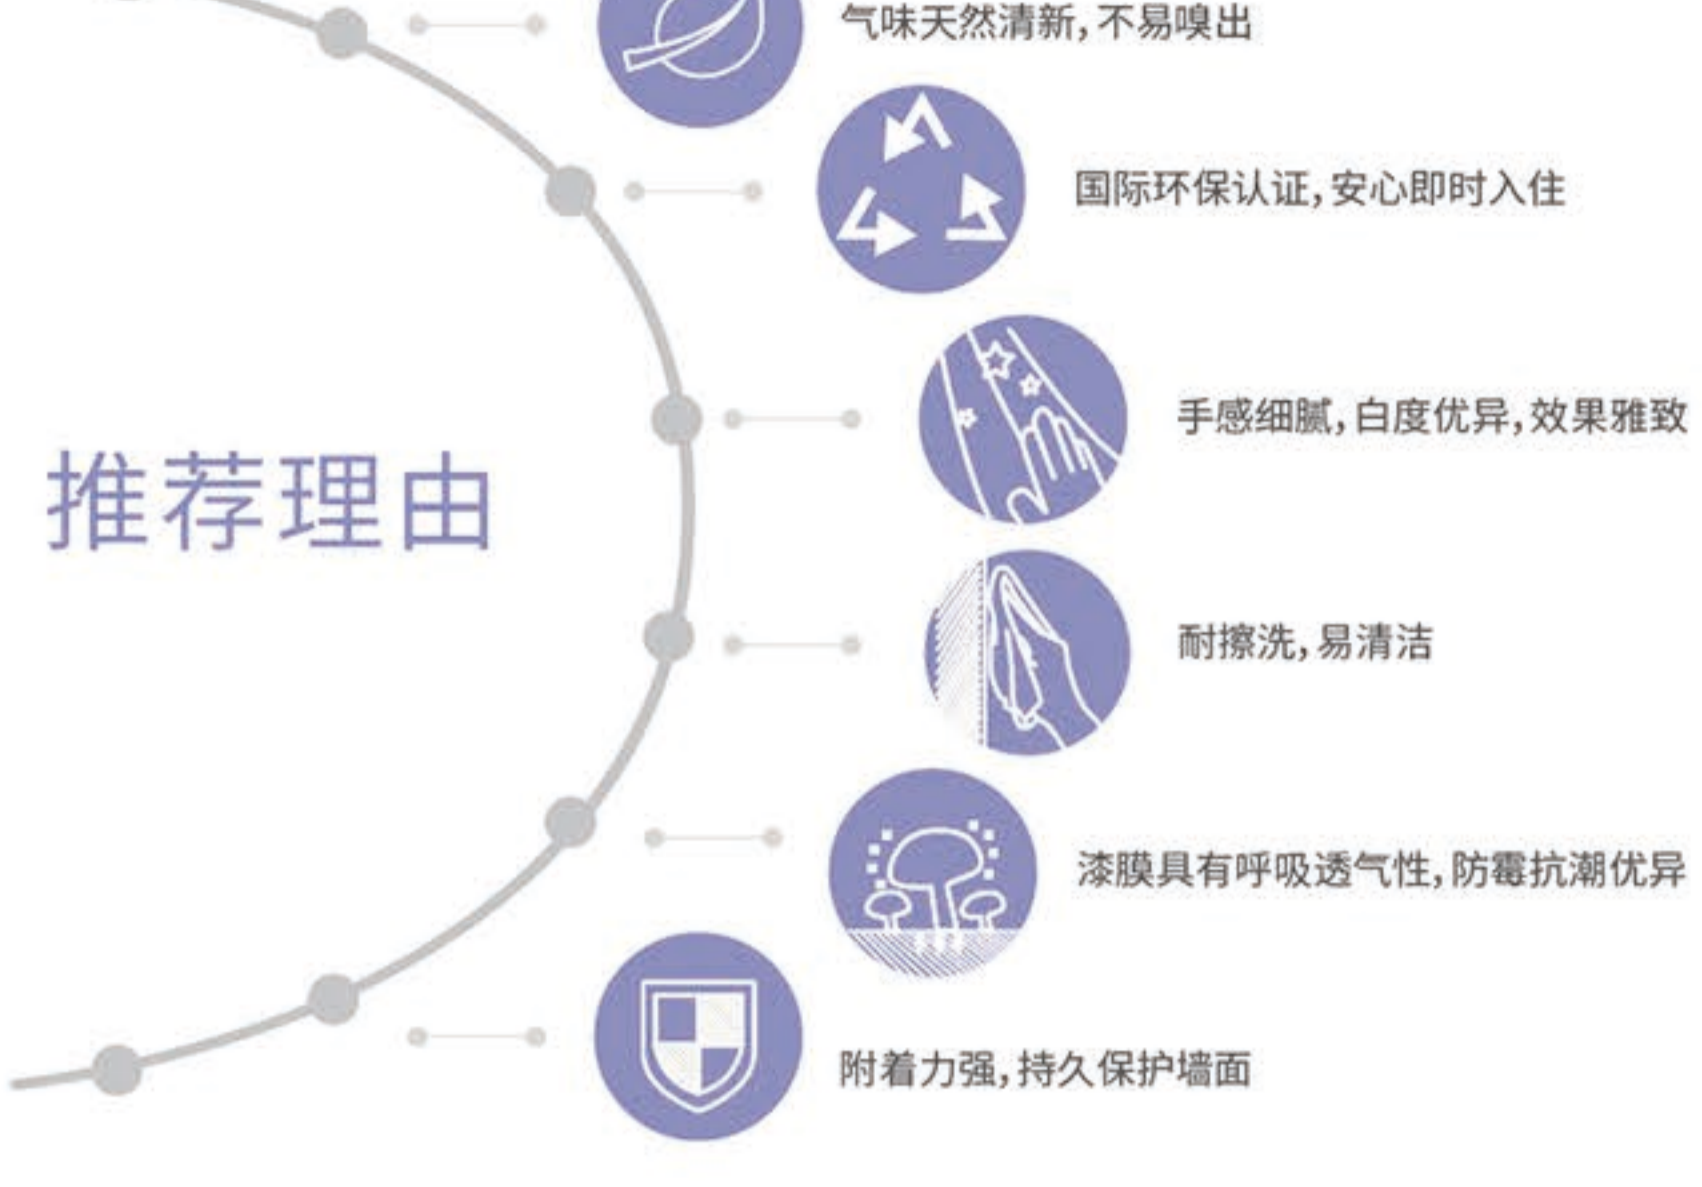 气味天然清新,不易嗅出
国际环保认证,安心即时入住
手感细腻,白度优异,效果雅致
推荐理由
耐擦洗,易清洁
漆膜具有呼吸透气性,防霉抗潮优异
附着力强,持久保护墙面